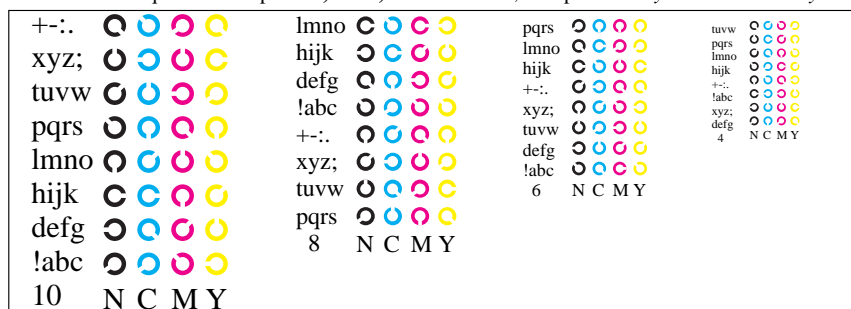 +-:.
xyz;
tuvw
pqrs
lmno
hijk
defg
!abc
10 N C M Y
lmno
hijk
defg
!abc
+-:.
xyz;
tuvw
pqrs
8 N C M Y
pqrs
lmno
hijk
+-:.
xyz;
tuvw
defg
!abc
6 N C M Y
tuvw
pqrs
lmno
hijk
+-:.
!abc
xyz;
defg
4 N C M Y